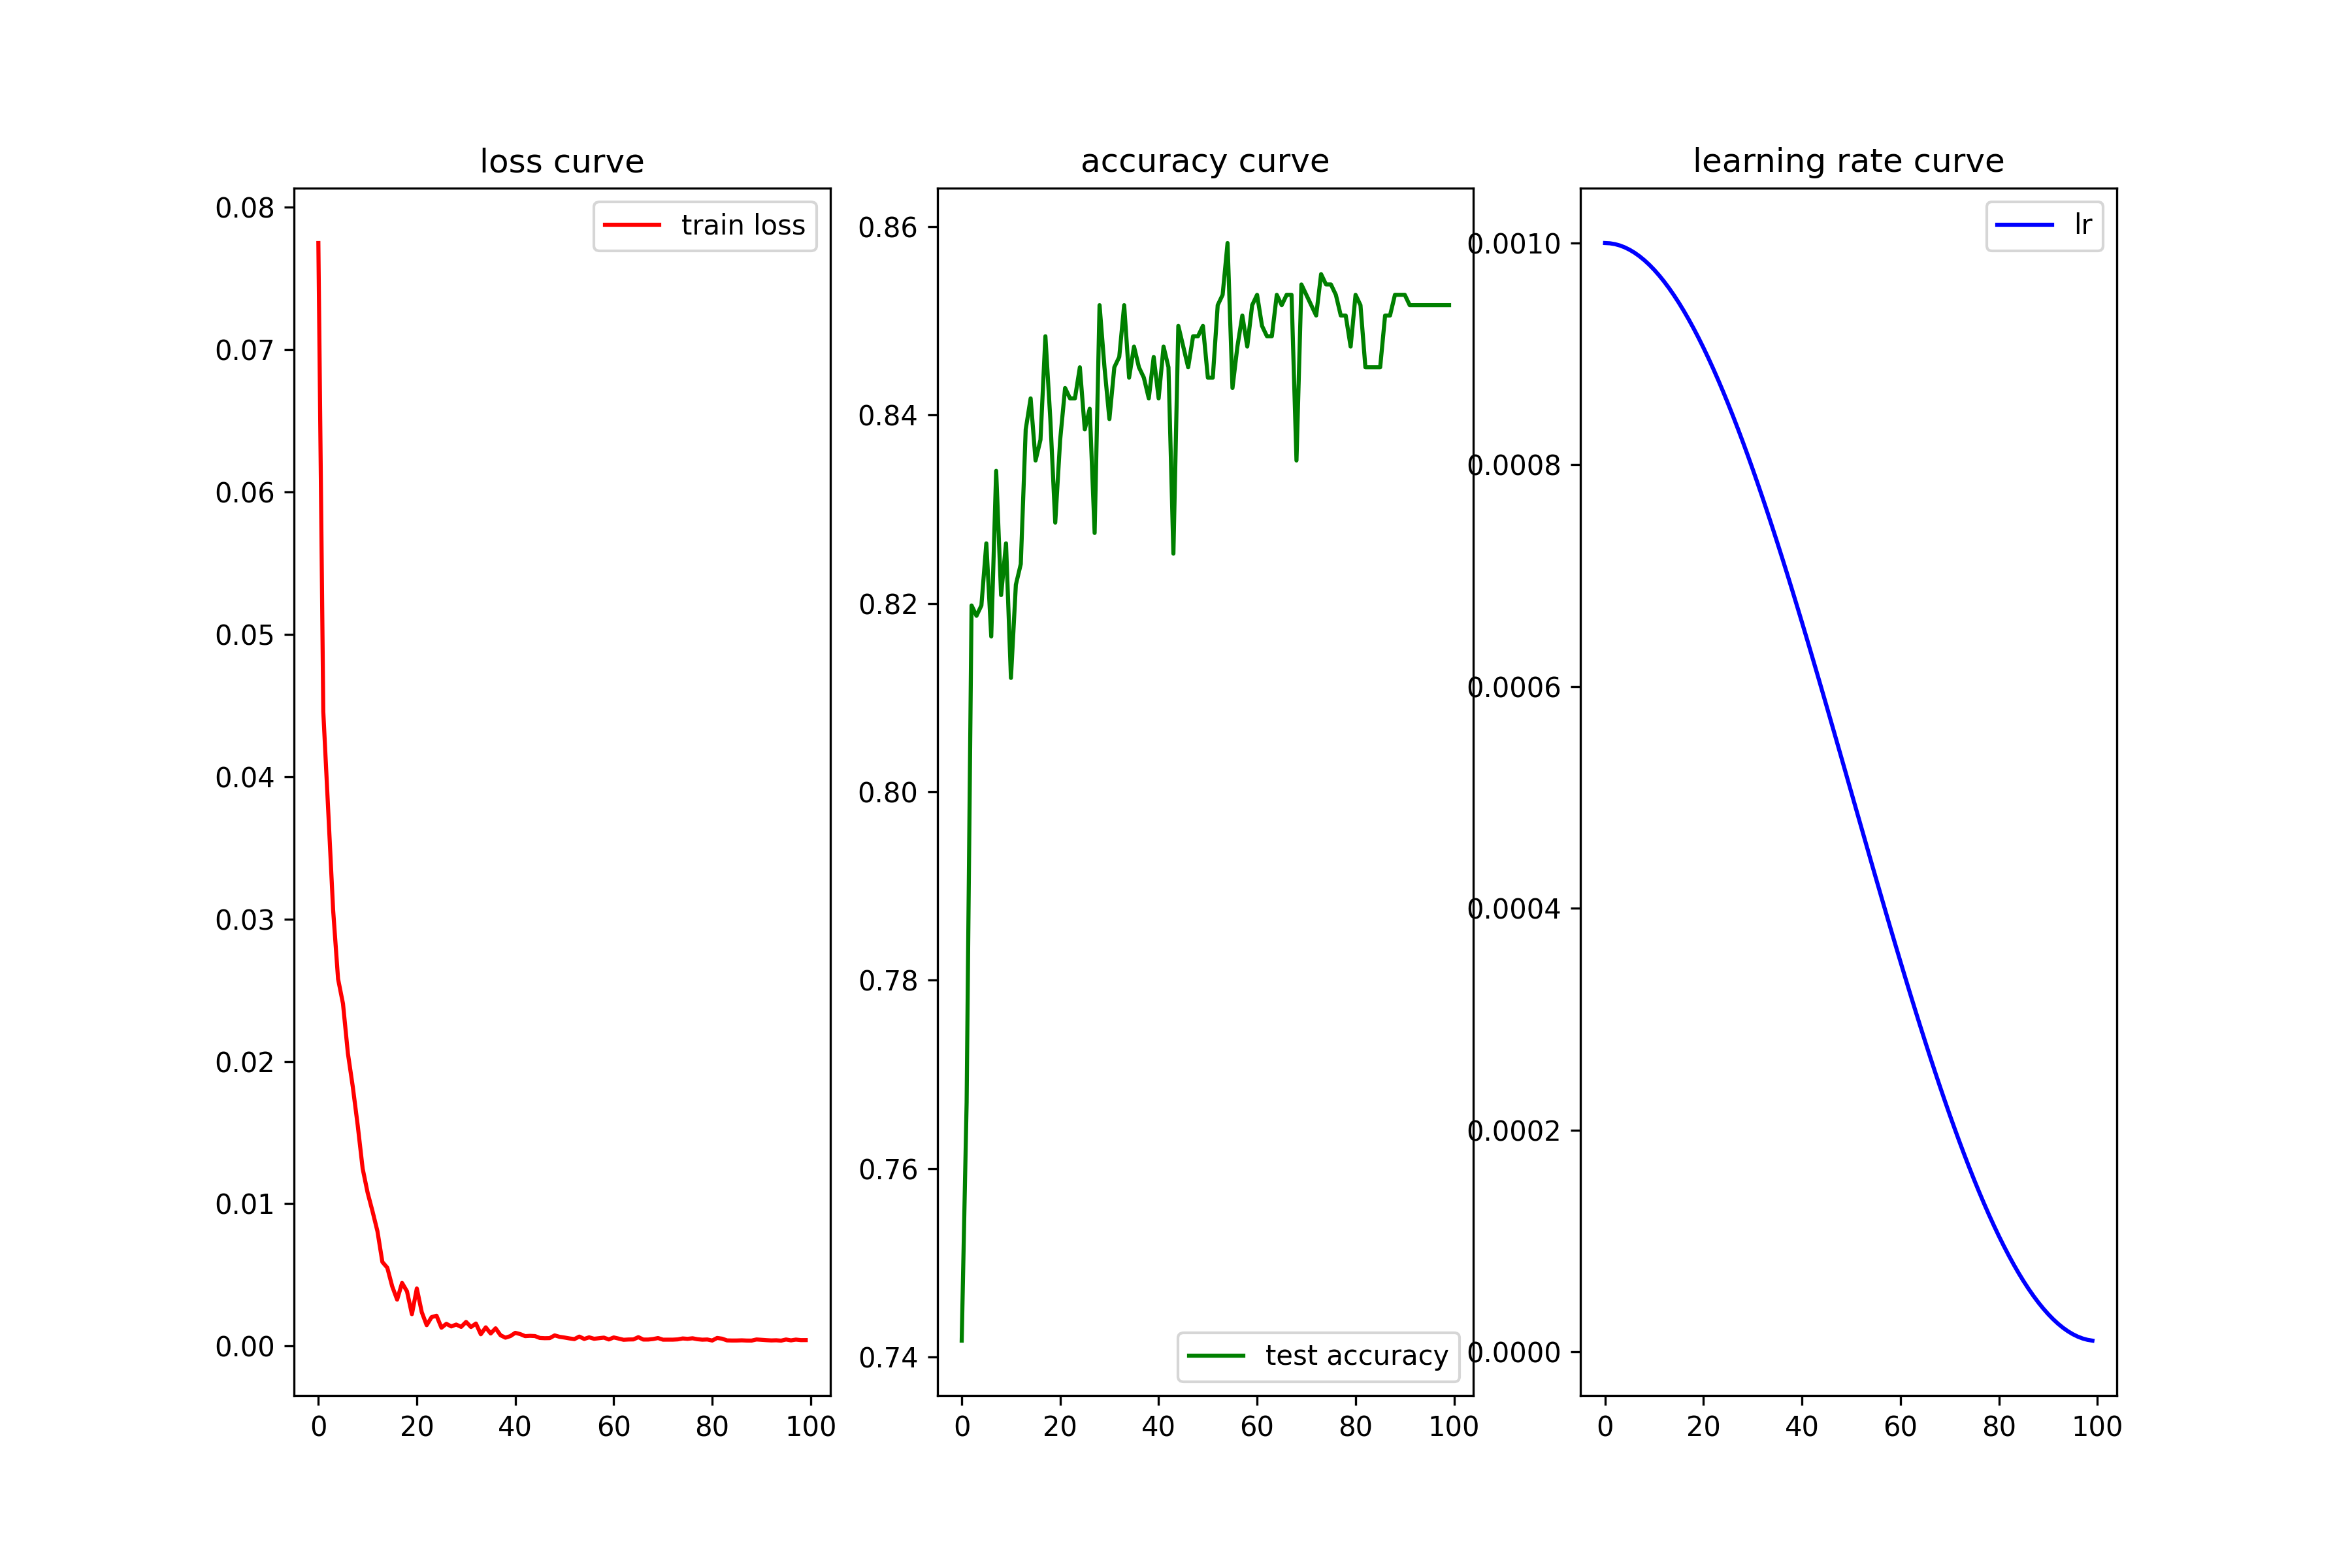 loss curve
train loss
0.08
0.07
0.06
0.05
0.04
0.03
0.02
0.01
0.00
0 20 40 60 80 100
accuracy curve
0.86
0.84
0.82
0.80
0.78
0.76
0.74
test accuracy
0 20 40 60 80 100
learning rate curve
lr
0.0010
0.0008
0.0006
0.0004
0.0002
0.0000
0 20 40 60 80 100